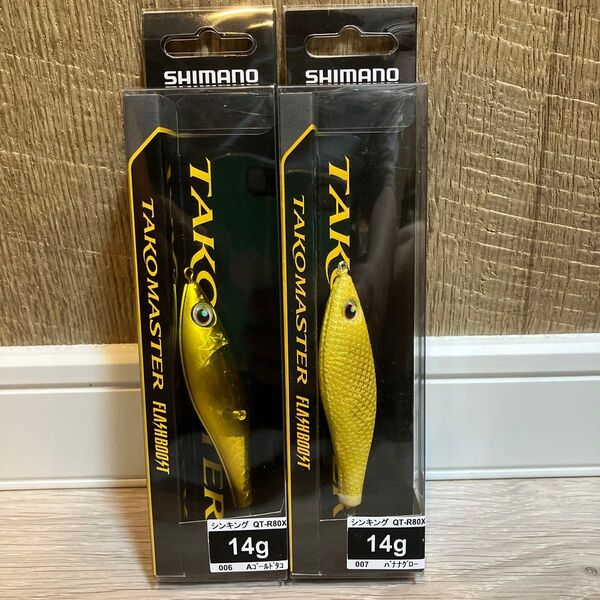 SHIMANO
TAKO
TAKOMASTER
FLASHBOOST
TER
シンキング QT-R80X
14g
006 Aゴールドタコ
SHIMANO
TAKO
TAKOMASTER
FLASHBOOST
シンキング QT-R80X
14g
007 バナナグロー